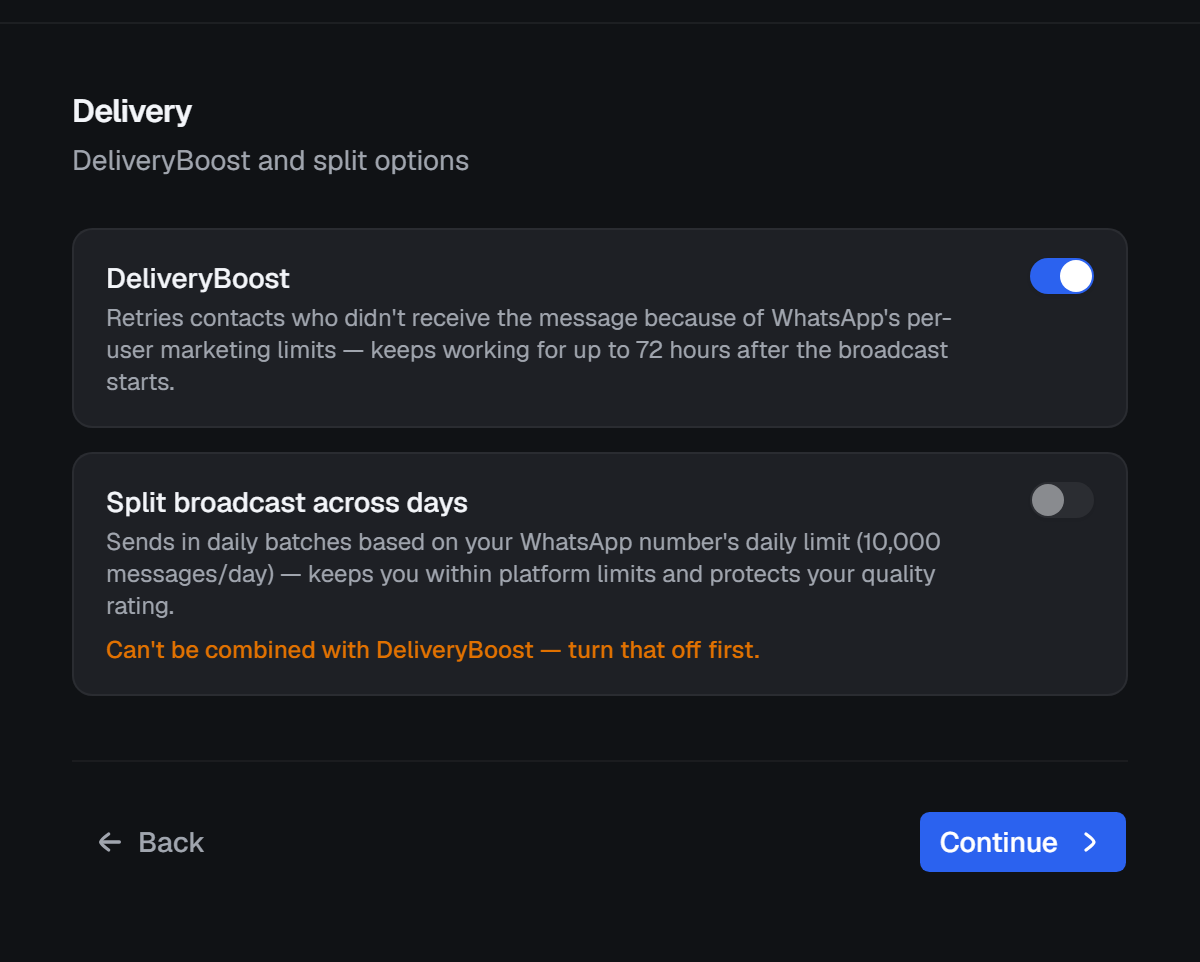 Delivery
DeliveryBoost and split options
DeliveryBoost
Retries contacts who didn't receive the message because of WhatsApp's per-
user marketing limits — keeps working for up to 72 hours after the broadcast
starts.
Split broadcast across days
Sends in daily batches based on your WhatsApp number's daily limit (10,000
messages/day) — keeps you within platform limits and protects your quality
rating.
Can't be combined with DeliveryBoost — turn that off first.
Back
Continue